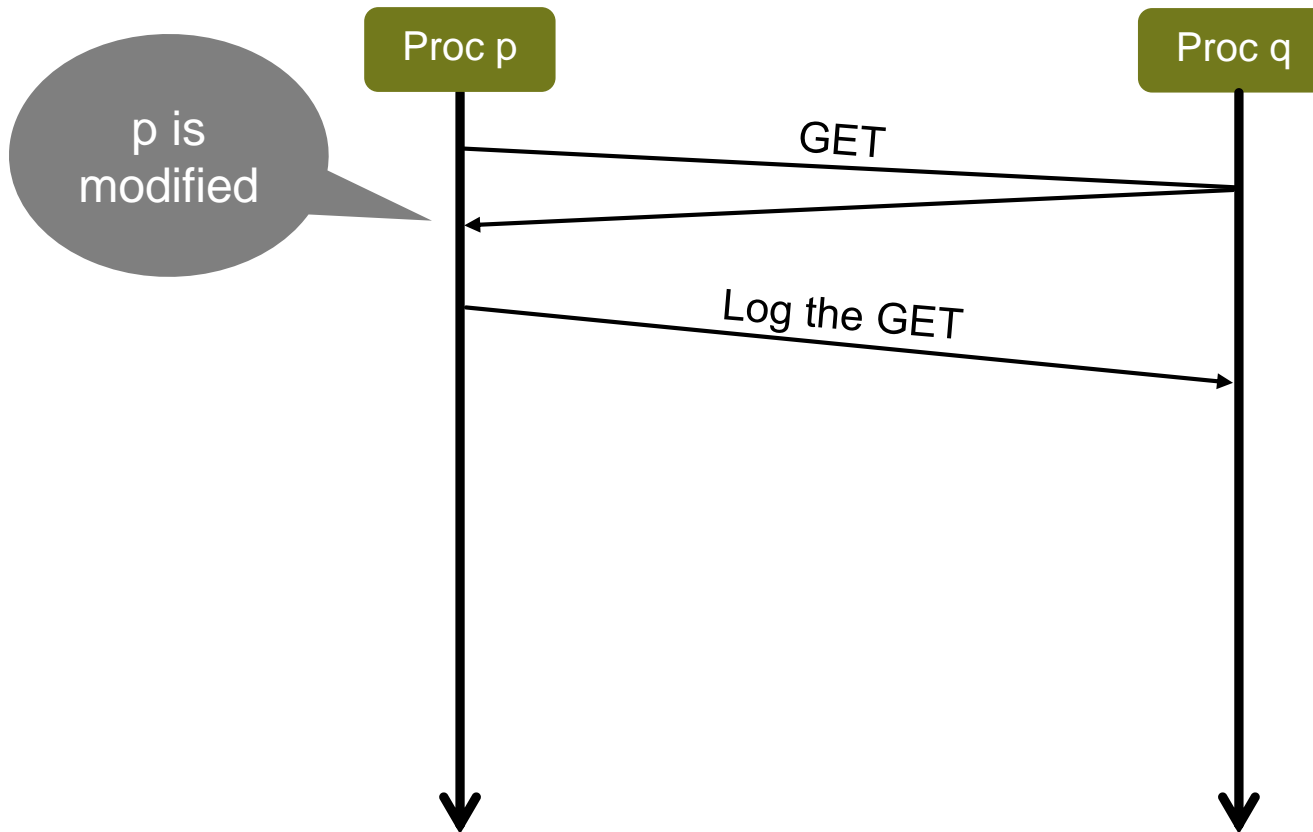 Proc p
Proc q
p is
modified
GET
Log the GET